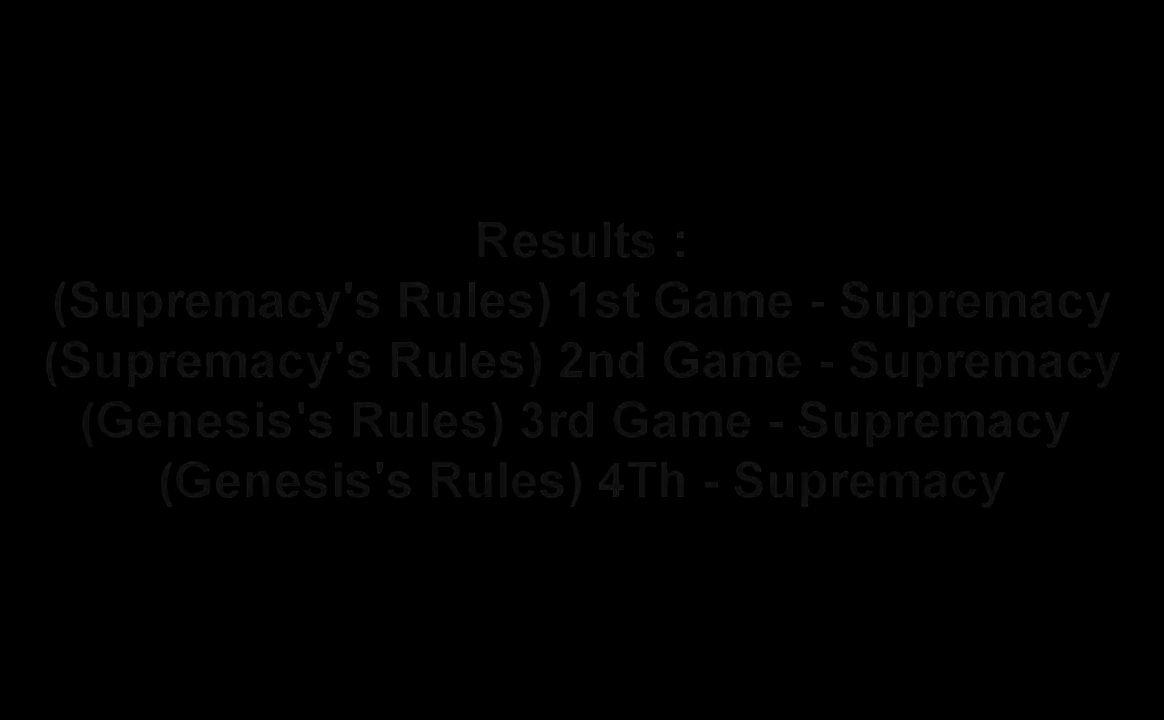 Results :
(Supremacy's Rules) 1st Game - Supremacy
(Supremacy's Rules) 2nd Game - Supremacy
(Genesis's Rules) 3rd Game - Supremacy
(Genesis's Rules) 4Th - Supremacy